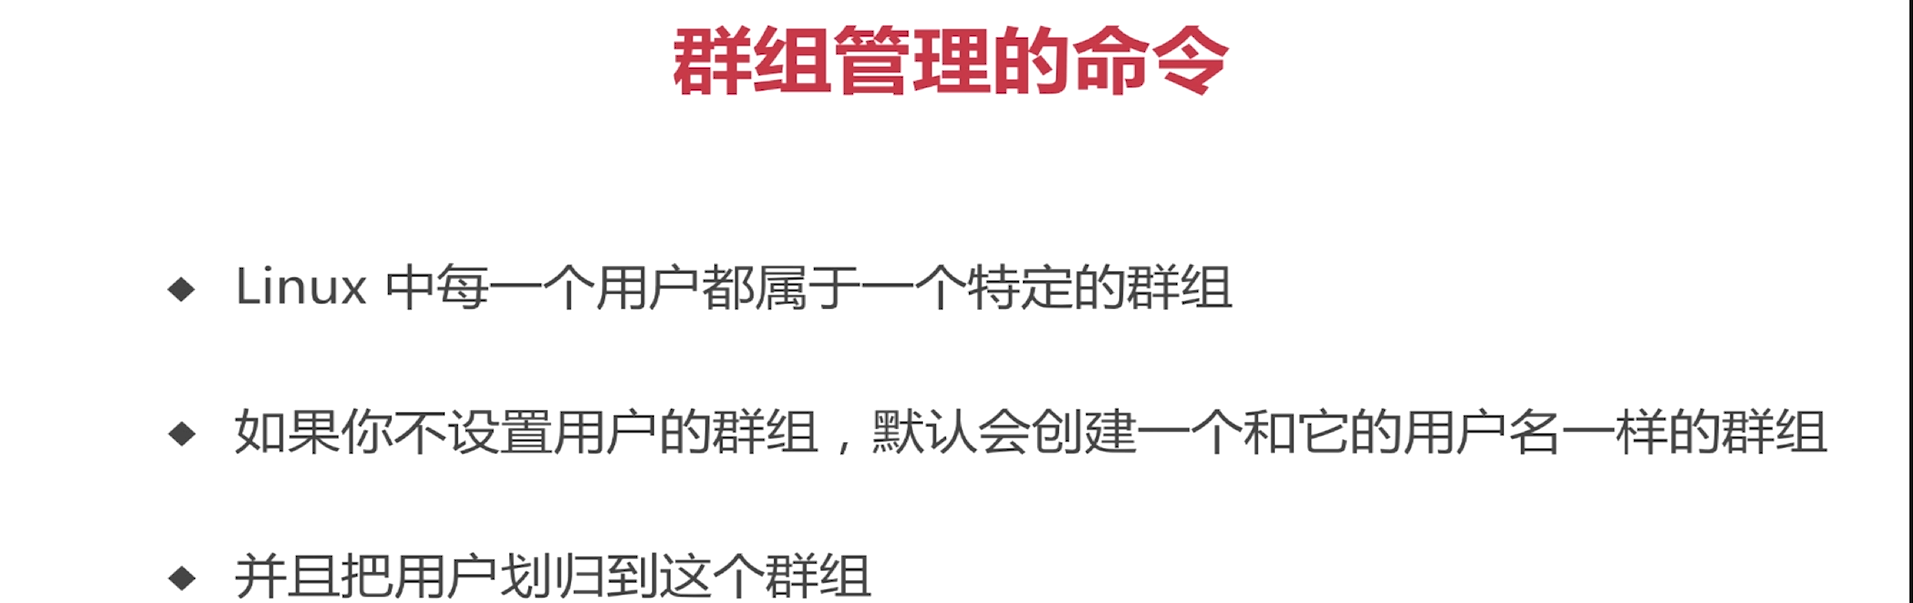 群组管理的命令
◆ Linux 中每一个用户都属于一个特定的群组
◆ 如果你不设置用户的群组，默认会创建一个和它的用户名一样的群组
◆ 并且把用户划归到这个群组